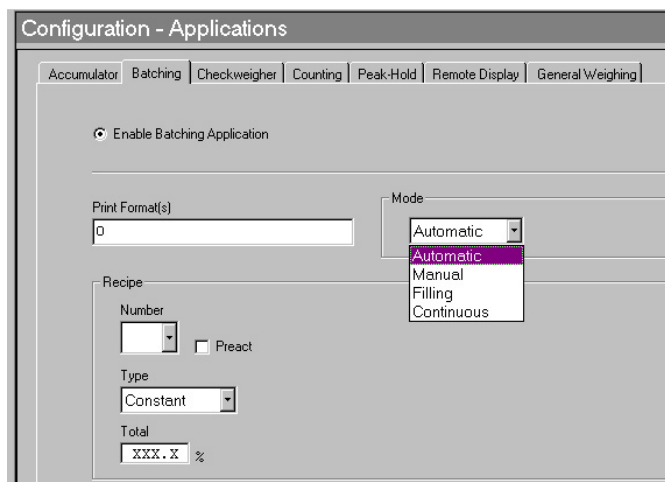 Configuration - Applications
Accumulator Batching Checkweigher Counting Peak-Hold Remote Display General Weighing
Enable Batching Application
Print Format(s)
0
Mode
Automatic
Automatic
Manual
Filling
Continuous
Recipe
Number
Preact
Type
Constant
Total
XXX.X %